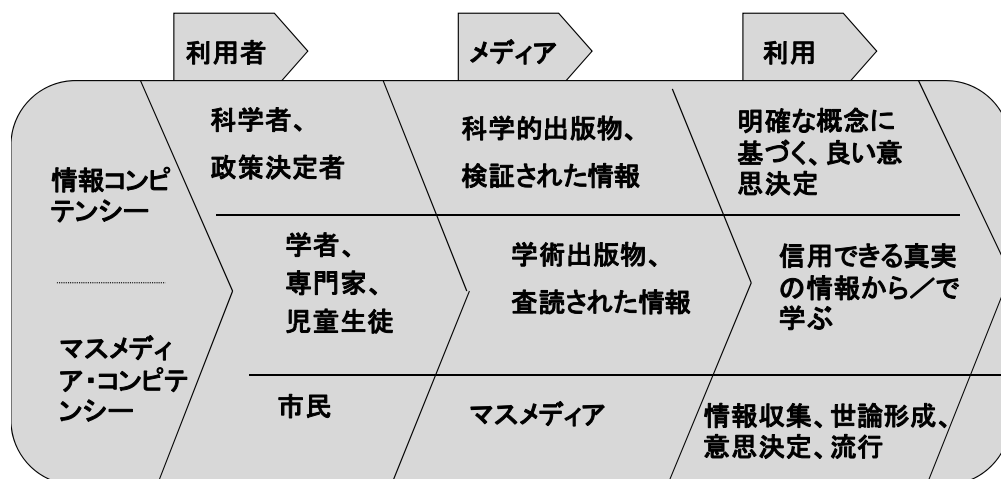 利用者
メディア
利用
情報コンピ
テンシー
科学者、
政策決定者
科学的出版物、
検証された情報
明確な概念に
基づく、良い意
思決定
学者、
専門家、
児童生徒
学術出版物、
査読された情報
信用できる真実
の情報から／で
学ぶ
マスメディ
ア・コンピテ
ンシー
市民
マスメディア
情報収集、世論形成、
意思決定、流行